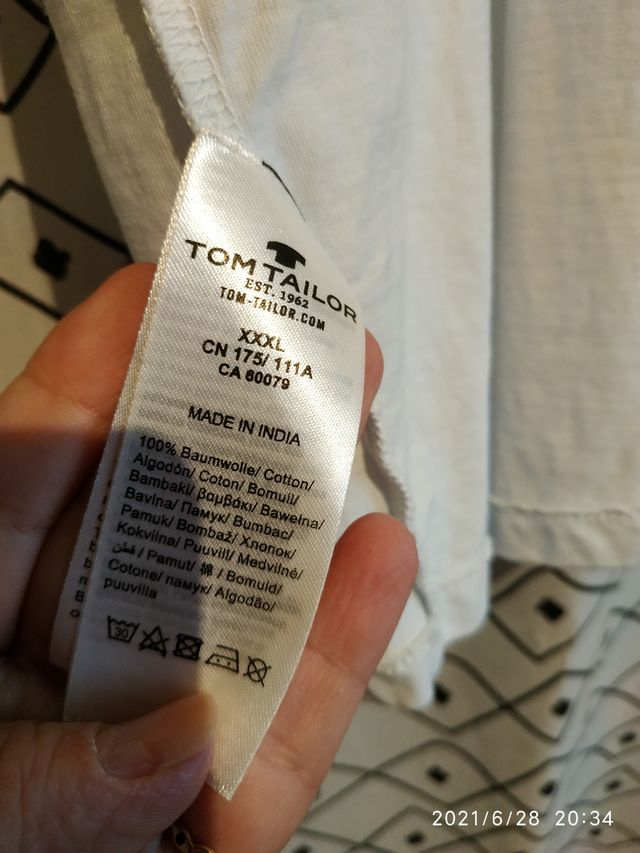 TOM TAILOR
EST. 1962
TOM-TAILOR.COM
XXXL
CN 175/ 111A
CA 60079
MADE IN INDIA
100% Baumwolle/ Cotton/
Algodón/ Coton/ Bomull/
Bambaki/ βαμβάκι/ Bawełna/
Bavlna/ Памук/ Bumbac/
Pamuk/ Bombaž/ Хлопок/
Kokvilna/ Puuvill/ Medvilnė/
قطن/ Pamut/ 棉/ Bomuld/
Cotone/ памук/ Algodão/
puuvilla
30
2021/6/28 20:34